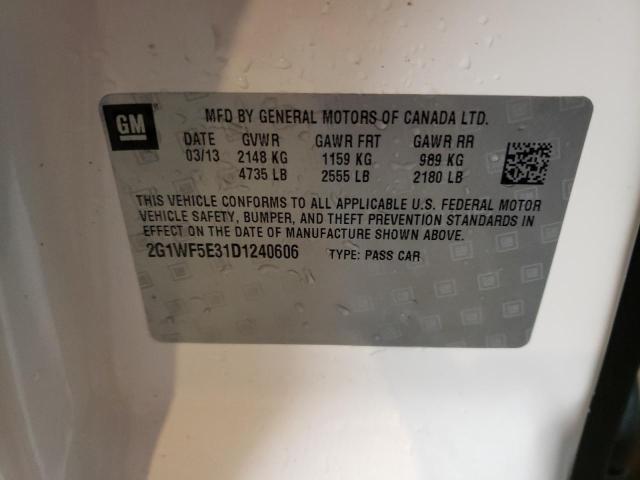 GM
MFD BY GENERAL MOTORS OF CANADA LTD.
DATE GVWR GAWR FRT GAWR RR
03/13 2148 KG 1159 KG 989 KG
4735 LB 2555 LB 2180 LB
THIS VEHICLE CONFORMS TO ALL APPLICABLE U.S. FEDERAL MOTOR
VEHICLE SAFETY, BUMPER, AND THEFT PREVENTION STANDARDS IN
EFFECT ON THE DATE OF MANUFACTURE SHOWN ABOVE.
2G1WF5E31D1240606 TYPE: PASS CAR